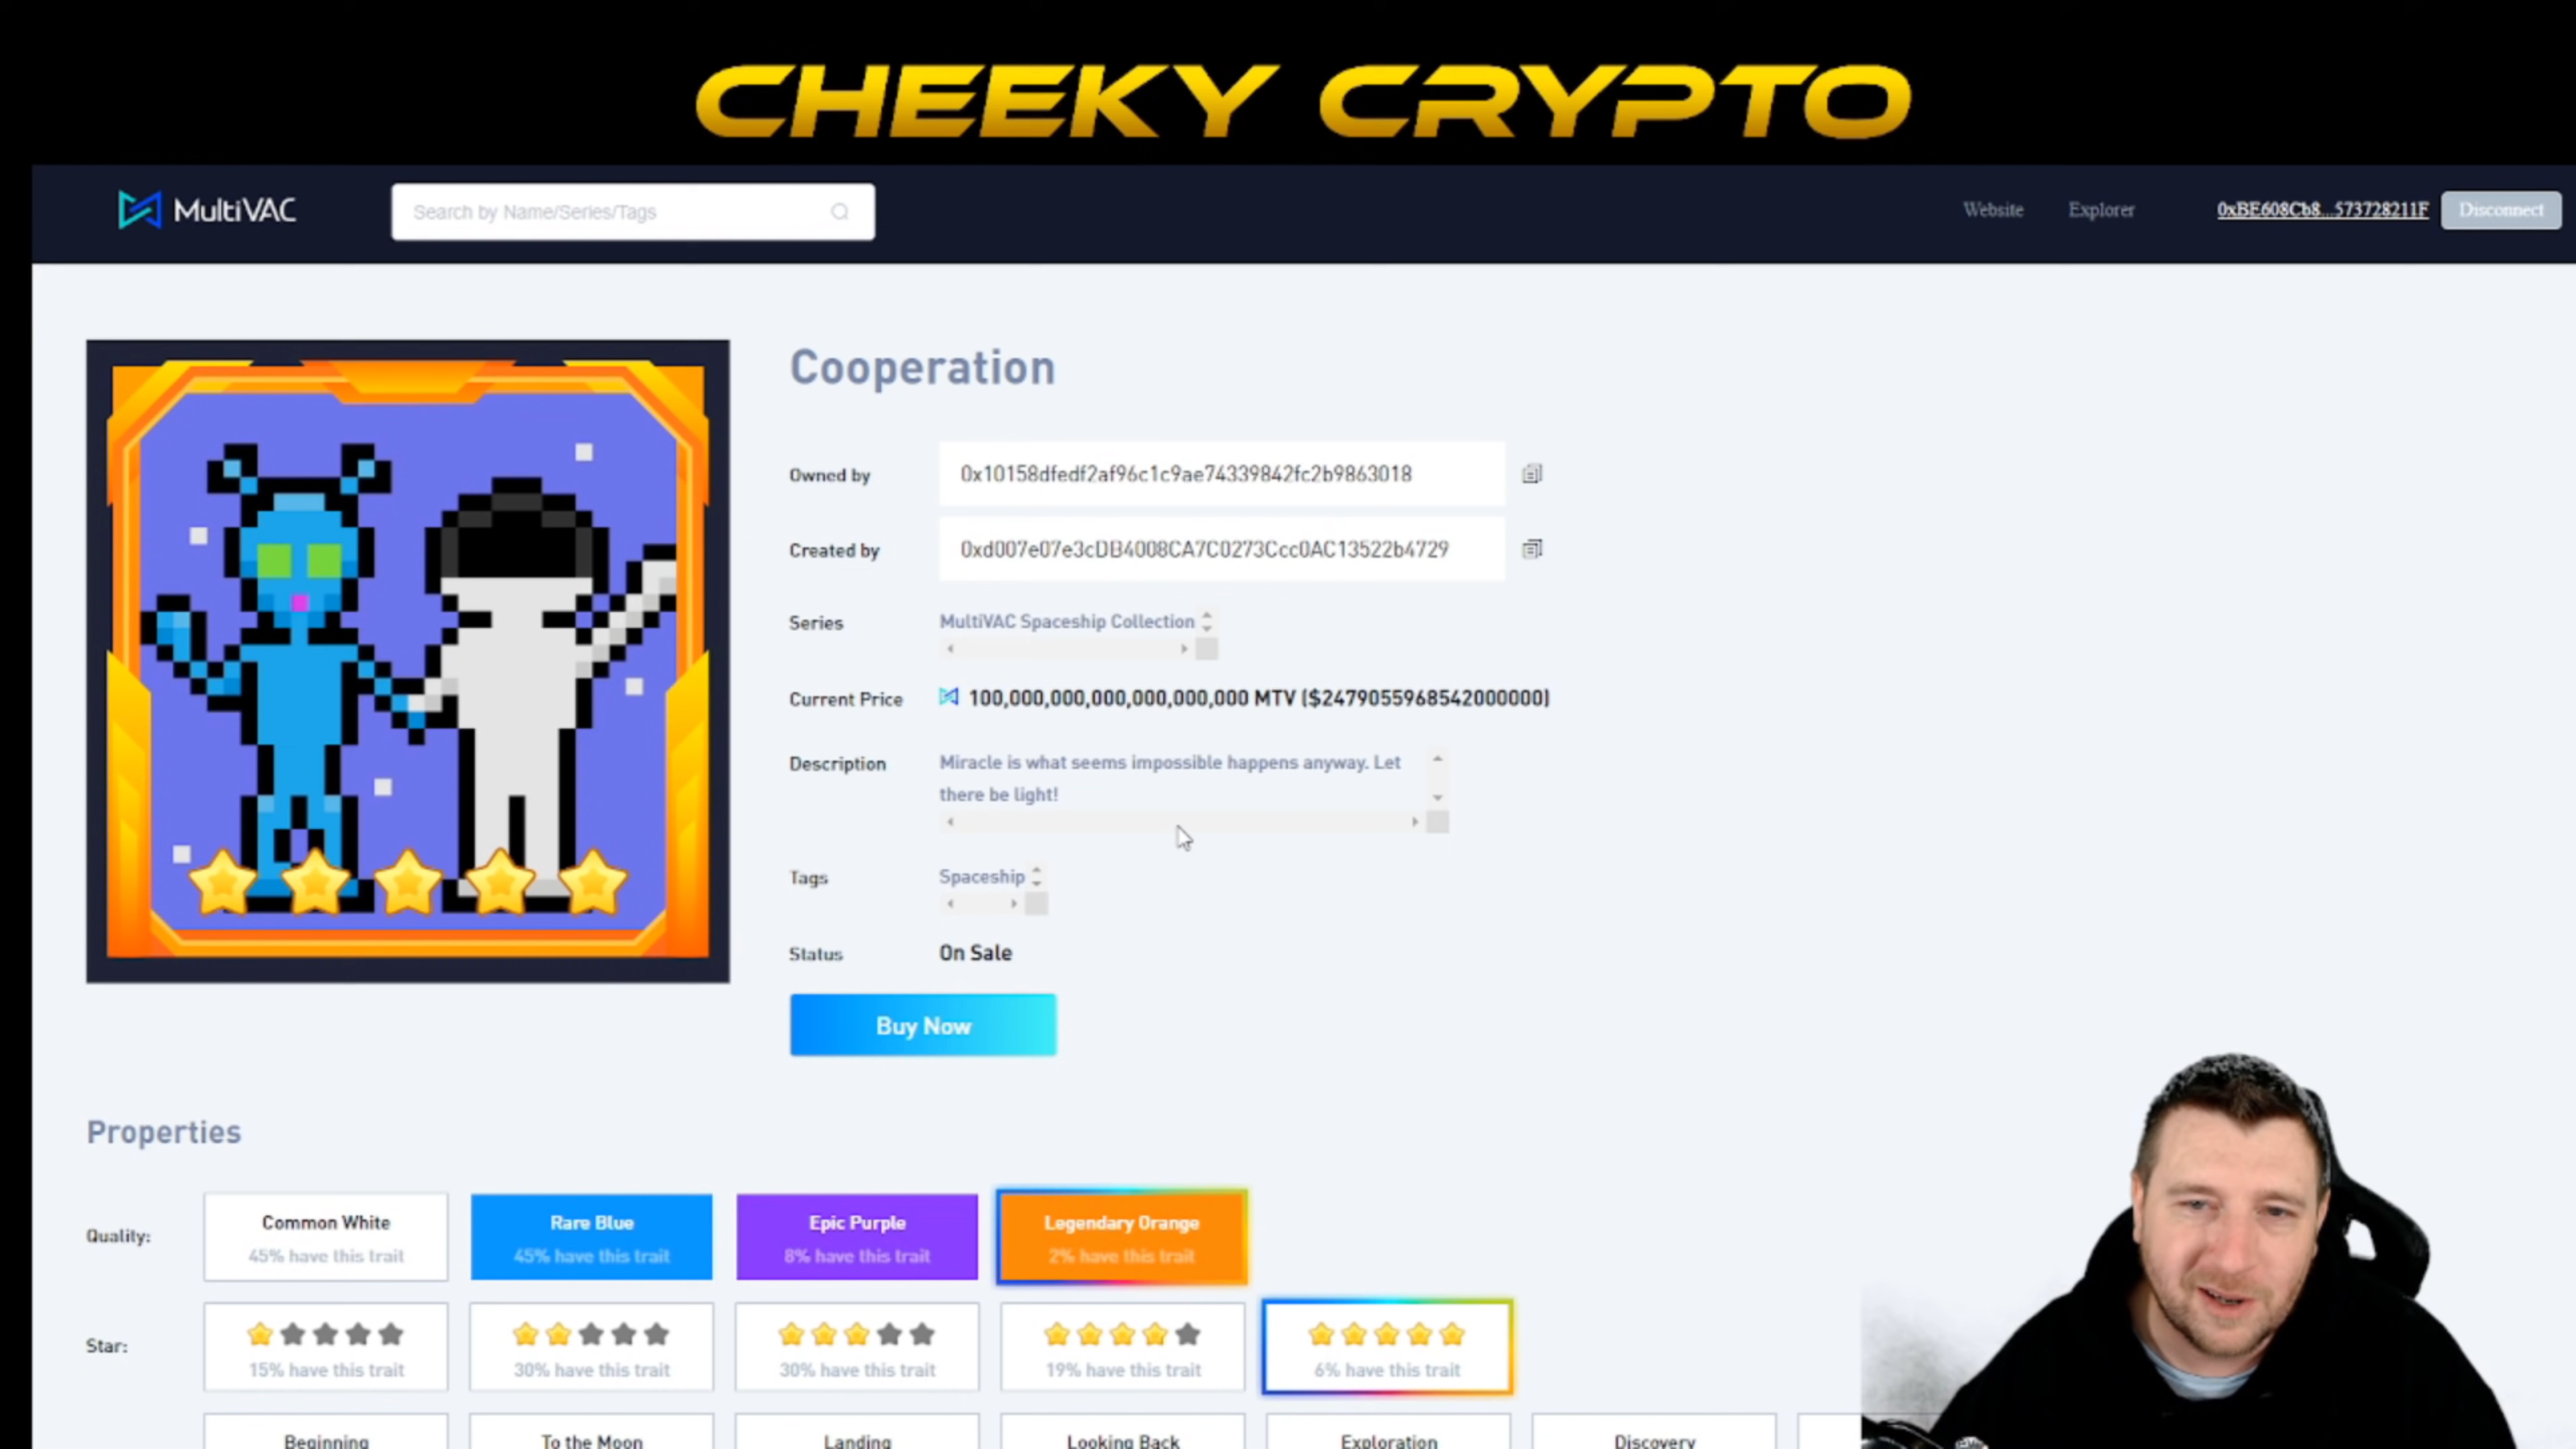 CHEEKY CRYPTO
MultiVAC
Search by Name/Series/Tags
Website
Explorer
0xBE608Cb8...573728211F
Disconnect
Cooperation
Owned by
0x10158dfedf2af96c1c9ae74339842fc2b9863018
Created by
0xd007e07e3cDB4008CA7C0273Ccc0AC13522b4729
Series
MultiVAC Spaceship Collection
Current Price
100,000,000,000,000,000,000 MTV ($2479055968542000000)
Description
Miracle is what seems impossible happens anyway. Let
there be light!
Tags
Spaceship
Status
On Sale
Buy Now
Properties
Quality:
Common White
45% have this trait
Rare Blue
45% have this trait
Epic Purple
8% have this trait
Legendary Orange
2% have this trait
Star:
15% have this trait
30% have this trait
30% have this trait
19% have this trait
6% have this trait
Beginning
To the Moon
Landing
Looking Back
Exploration
Discovery